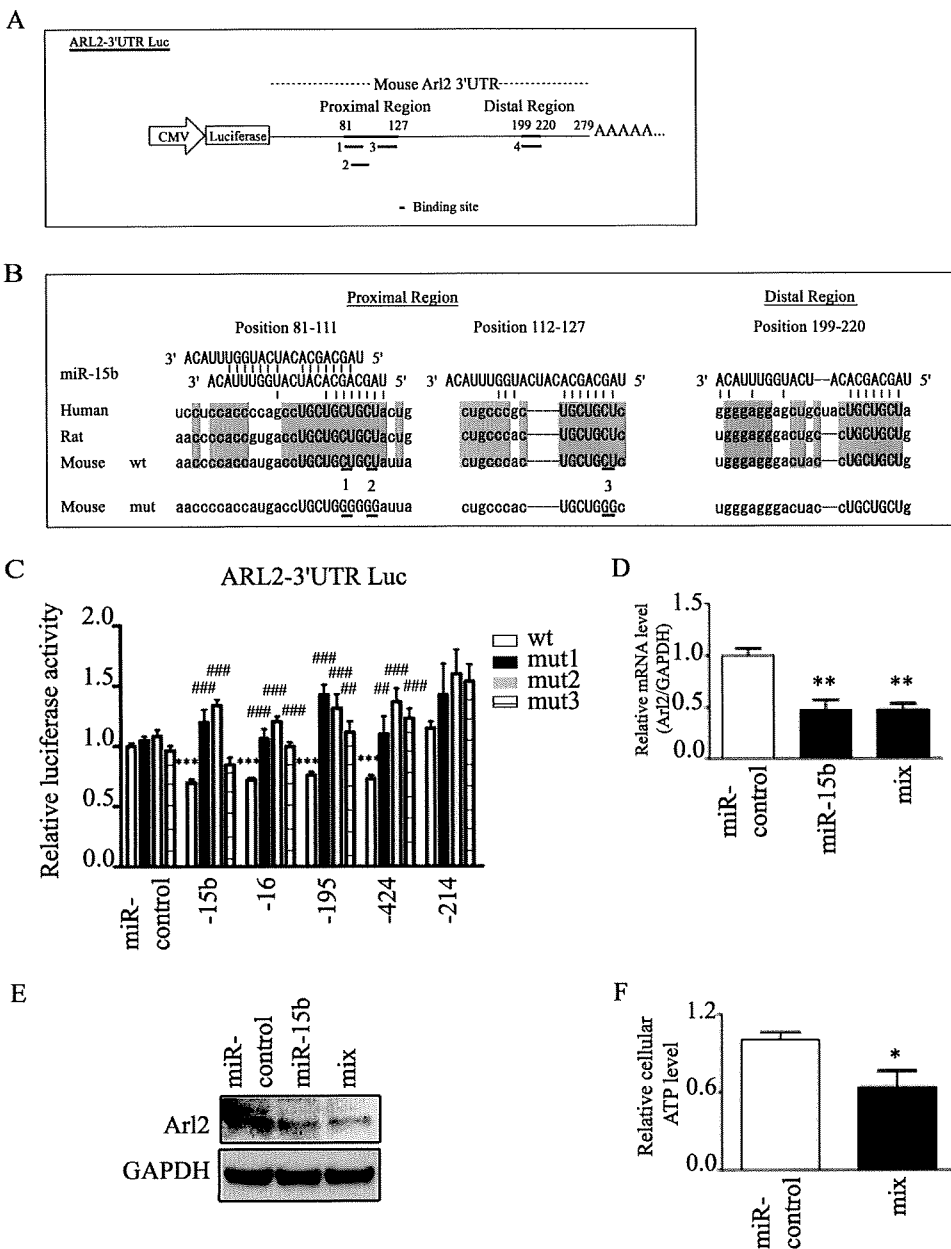 A
ARL2-3'UTR Luc
Mouse Arl2 3'UTR
Proximal Region Distal Region
81 127 199 220 279 AAAAA...
CMV Luciferase
1 3 4
2
- Binding site
B
Proximal Region Distal Region
Position 81-111 Position 112-127 Position 199-220
3' ACAUUUGGUACUACACGACGAU 5'
miR-15b 3' ACAUUUGGUACUACACGACGAU 5' 3' ACAUUUGGUACUACACGACGAU 5' 3' ACAUUUGGUACU--ACACGACGAU 5'
Human uccuccaccccagccUGCUGCUGCUacug cugcccgc-----UGCUGCUc ggggaggagcugcuacUGCUGCUa
Rat aaccccaccgugaccUGCUGCUGCUauua cugcccac-----UGCUGCUc ugggagggagcugc--cUGCUGCUg
Mouse wt aaccccaccaugaccUGCUGCUGCUauua cugcccac-----UGCUGCUc ugggagggacuac--cUGCUGCUg
1 2 3
Mouse mut aaccccaccaugaccUGCUGGGGGGauua cugcccac-----UGCUGGGc ugggagggacuac--cUGCUGCUg
C
ARL2-3'UTR Luc
Relative luciferase activity
2.0
1.5
1.0
0.5
0.0
wt
mut1
mut2
mut3
*** ### ###
*** ### ### ###
*** ### ### ##
*** ## ### ###
miR-control
-15b
-16
-195
-424
-214
D
Relative mRNA level
(Arl2/GAPDH)
1.5
1.0
0.5
0.0
** **
miR-control
miR-15b
mix
E
miR-control
miR-15b
mix
Arl2
GAPDH
F
Relative cellular
ATP level
1.2
0.6
0.0
*
miR-control
mix